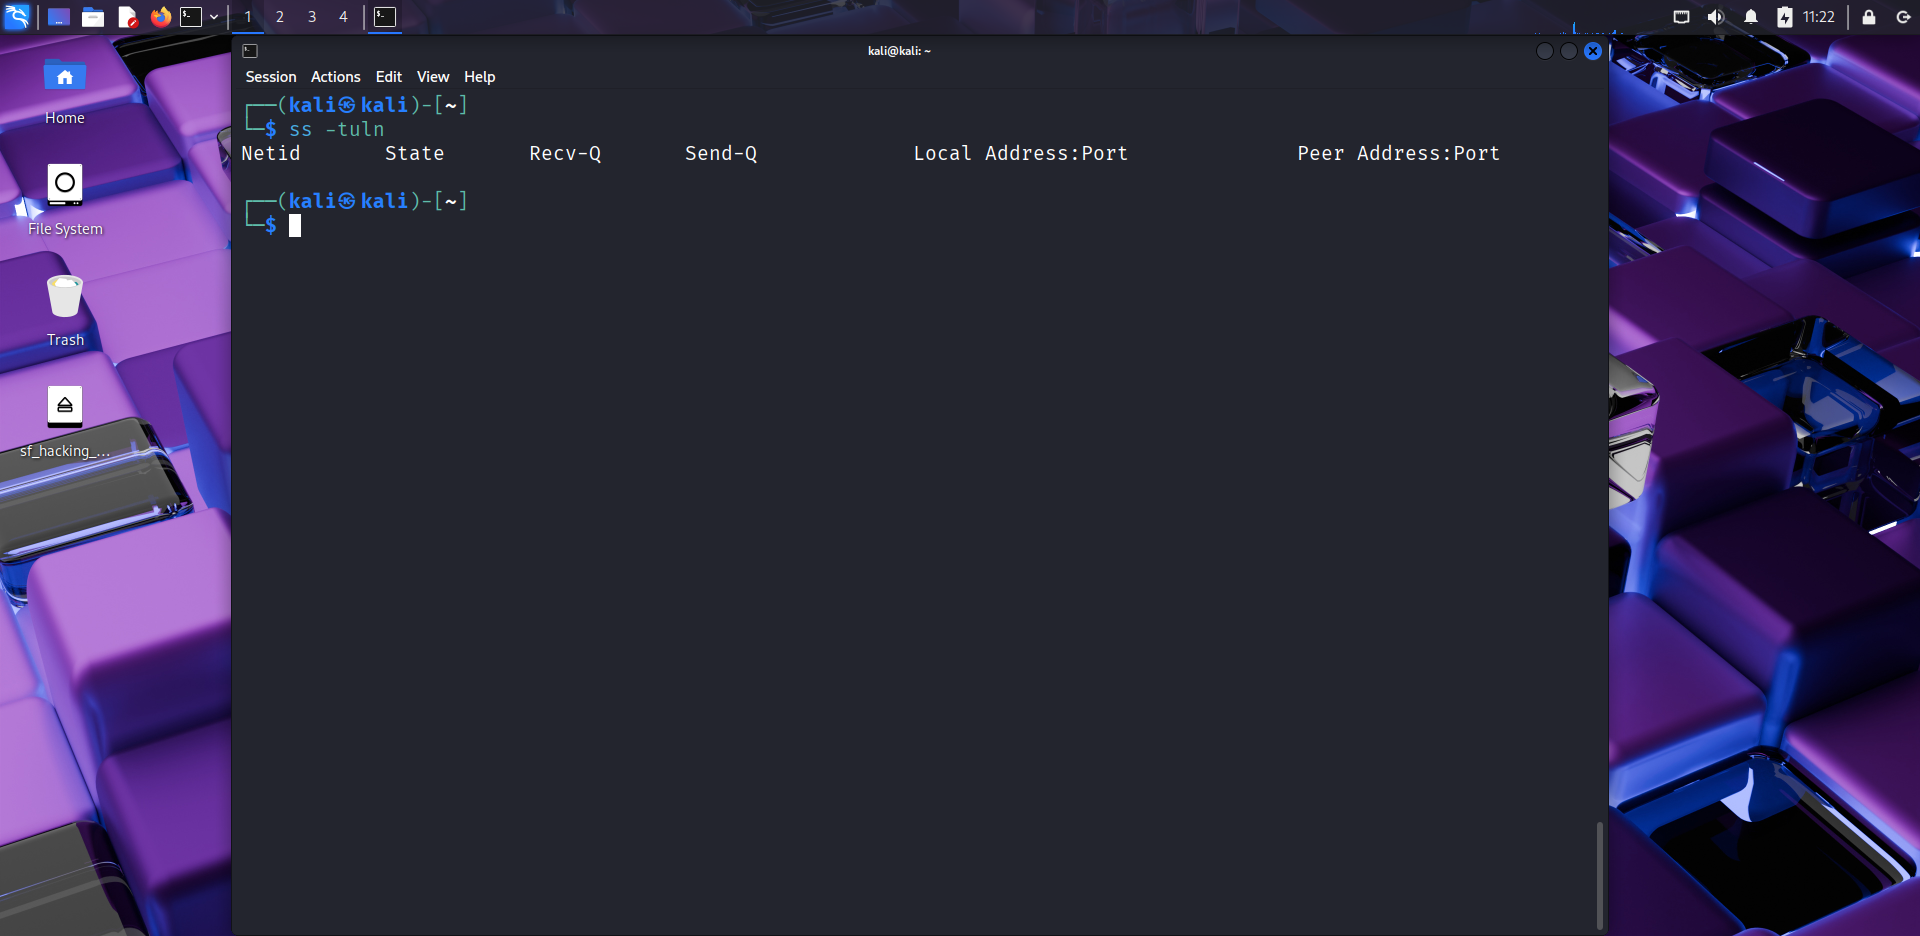 1 2 3 4 11:22
kali@kali: ~
Session Actions Edit View Help
┌──(kali㉿kali)-[~]
└─$ ss -tuln
Netid State Recv-Q Send-Q Local Address:Port Peer Address:Port
┌──(kali㉿kali)-[~]
└─$
Home
File System
Trash
sf_hacking_...